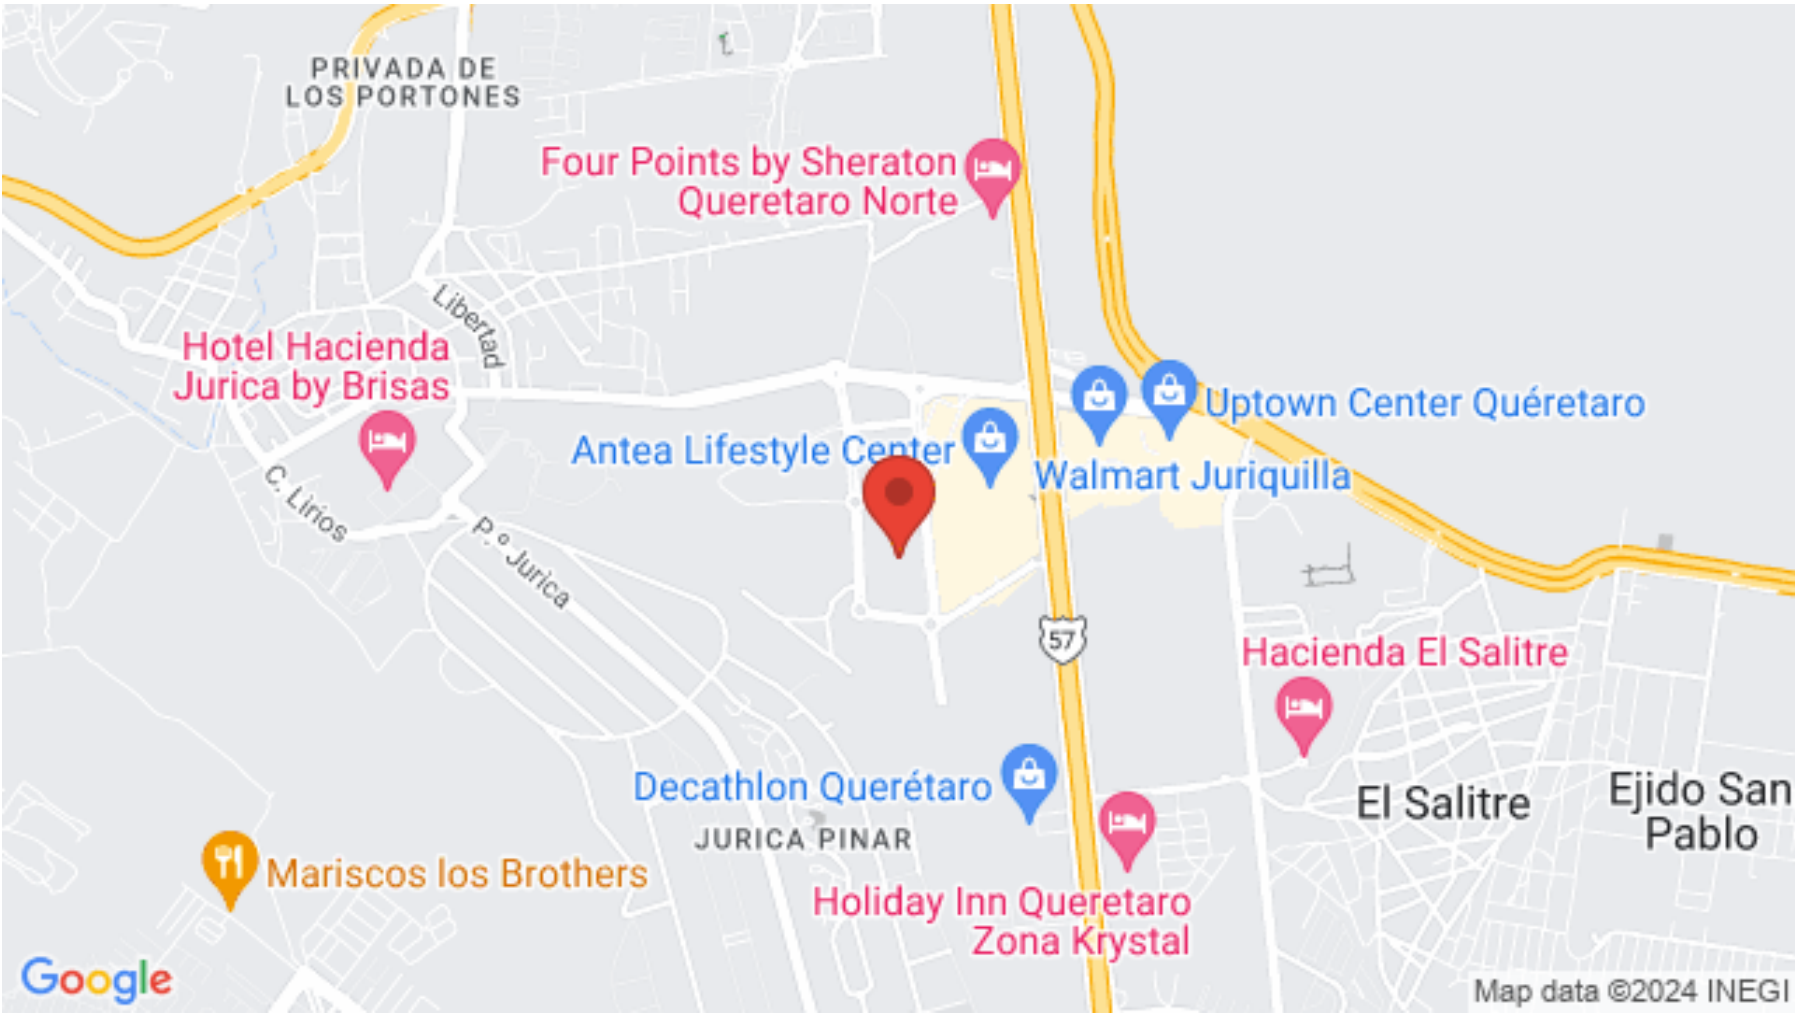 PRIVADA DE
LOS PORTONES
Four Points by Sheraton
Queretaro Norte
Libertad
Hotel Hacienda
Jurica by Brisas
Uptown Center Quéretaro
Antea Lifestyle Center
Walmart Juriquilla
C. Lirios
P.º Jurica
57
Hacienda El Salitre
Decathlon Querétaro
JURICA PINAR
El Salitre
Ejido San
Pablo
Mariscos los Brothers
Holiday Inn Queretaro
Zona Krystal
Google
Map data ©2024 INEGI